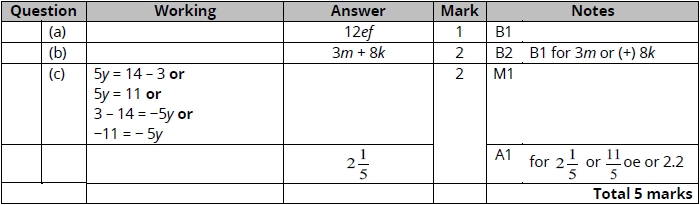 Question Working Answer Mark Notes
(a) 12ef 1 B1
(b) 3m + 8k 2 B2 B1 for 3m or (+) 8k
(c) 5y = 14 – 3 or 2 M1
5y = 11 or
3 – 14 = –5y or
–11 = – 5y
2 1/5 A1 for 2 1/5 or 11/5 oe or 2.2
Total 5 marks